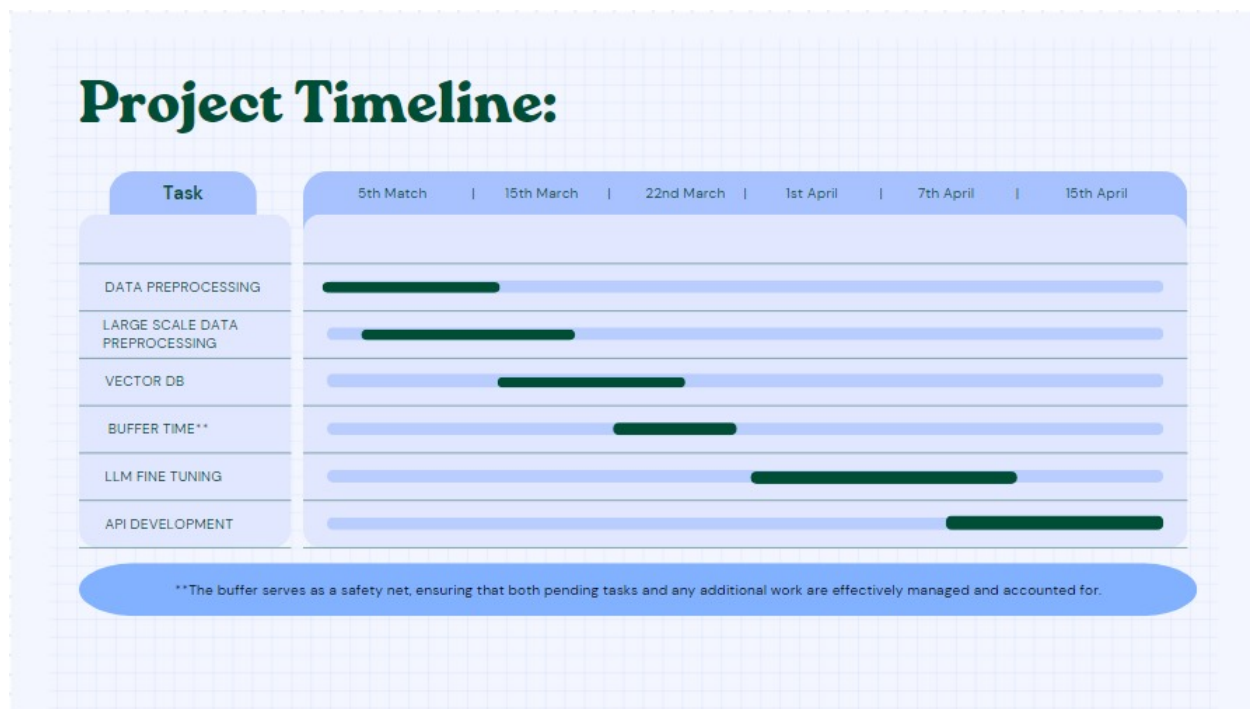 Project Timeline:
Task
5th Match | 15th March | 22nd March | 1st April | 7th April | 15th April
DATA PREPROCESSING
LARGE SCALE DATA
PREPROCESSING
VECTOR DB
BUFFER TIME**
LLM FINE TUNING
API DEVELOPMENT
**The buffer serves as a safety net, ensuring that both pending tasks and any additional work are effectively managed and accounted for.